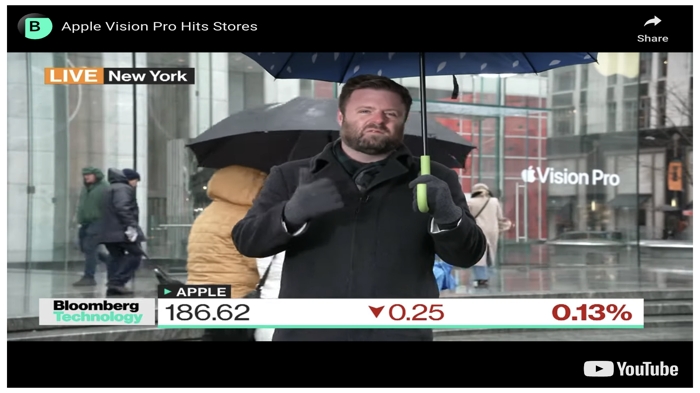 B Apple Vision Pro Hits Stores
Share
LIVE New York
Vision Pro
APPLE
Bloomberg
Technology
186.62 0.25 0.13%
YouTube